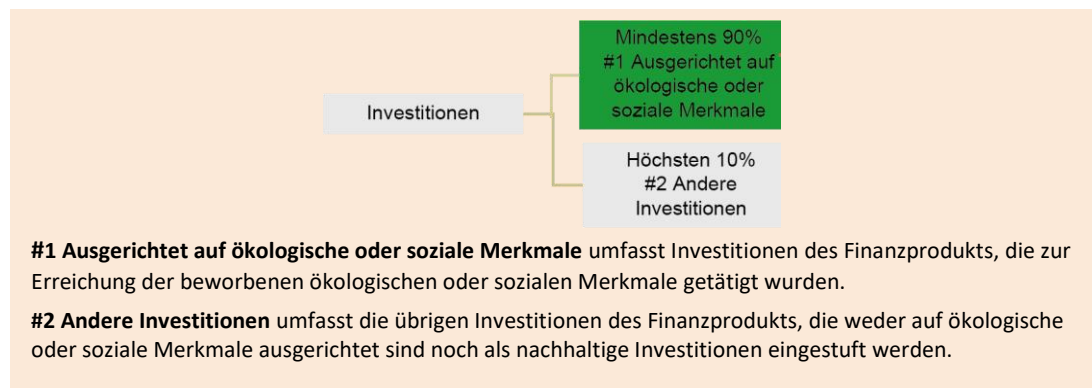 Mindestens 90%
#1 Ausgerichtet auf
ökologische oder
soziale Merkmale
Investitionen
Höchsten 10%
#2 Andere
Investitionen
#1 Ausgerichtet auf ökologische oder soziale Merkmale umfasst Investitionen des Finanzprodukts, die zur
Erreichung der beworbenen ökologischen oder sozialen Merkmale getätigt wurden.
#2 Andere Investitionen umfasst die übrigen Investitionen des Finanzprodukts, die weder auf ökologische
oder soziale Merkmale ausgerichtet sind noch als nachhaltige Investitionen eingestuft werden.